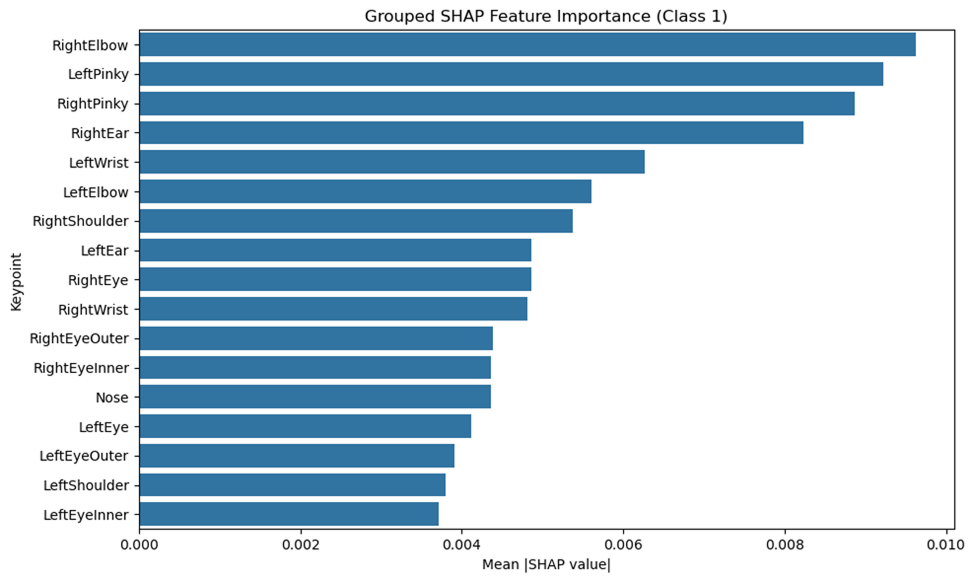 Grouped SHAP Feature Importance (Class 1)
RightElbow
LeftPinky
RightPinky
RightEar
LeftWrist
LeftElbow
RightShoulder
LeftEar
RightEye
RightWrist
RightEyeOuter
RightEyeInner
Nose
LeftEye
LeftEyeOuter
LeftShoulder
LeftEyeInner
Keypoint
0.000 0.002 0.004 0.006 0.008 0.010
Mean |SHAP value|